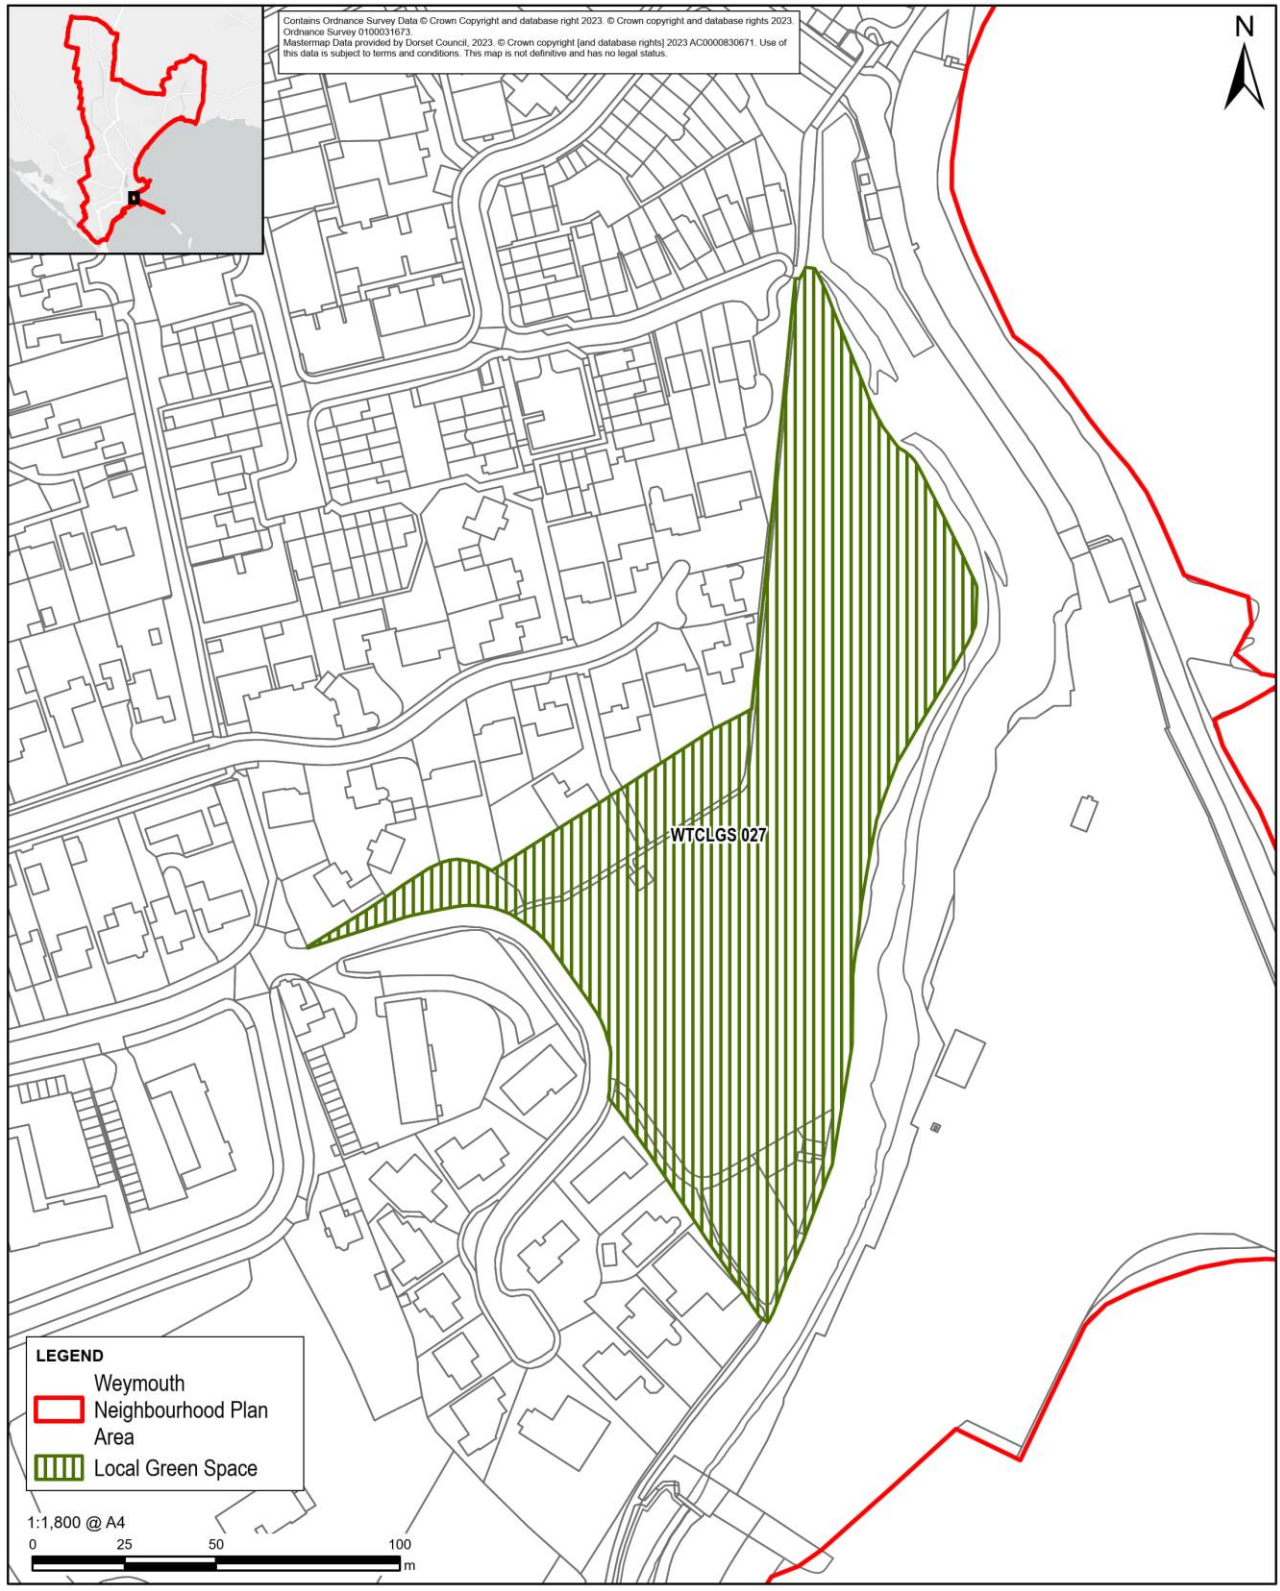 Contains Ordnance Survey Data © Crown Copyright and database right 2023. © Crown copyright and database rights 2023.
Ordnance Survey 0100031673.
Mastermap Data provided by Dorset Council, 2023. © Crown copyright [and database rights] 2023 AC0000830671. Use of
this data is subject to terms and conditions. This map is not definitive and has no legal status.
N
WTCLGS 027
LEGEND
Weymouth
Neighbourhood Plan
Area
Local Green Space
1:1,800 @ A4
0 25 50 100
m